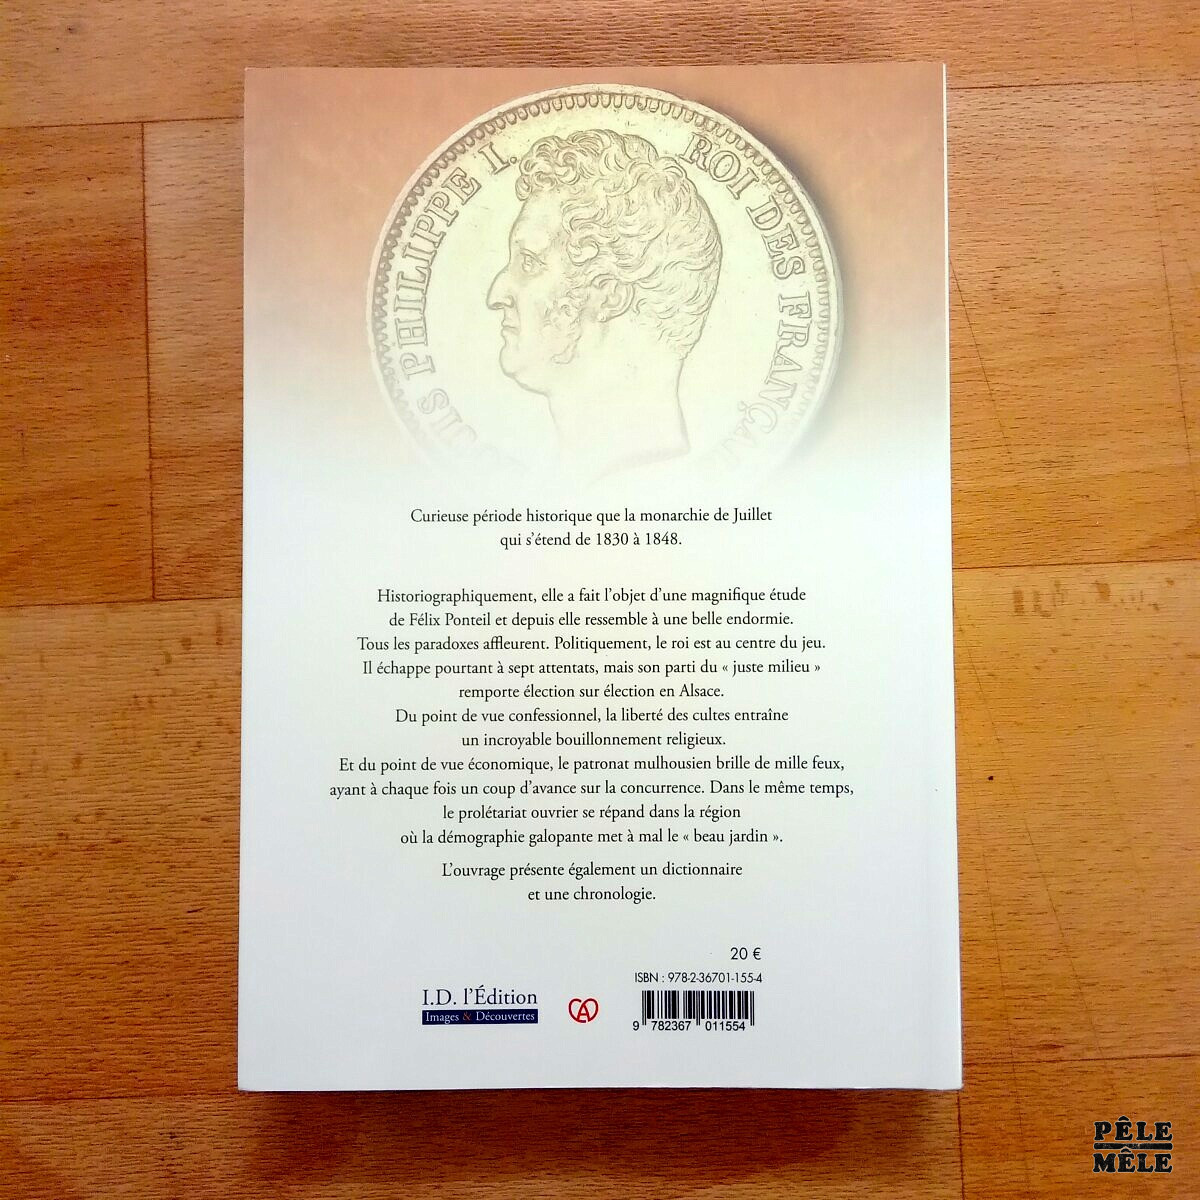 LOUIS PHILIPPE I. ROI DES FRANÇAI
Curieuse période historique que la monarchie de Juillet
qui s'étend de 1830 à 1848.
Historiographiquement, elle a fait l'objet d'une magnifique étude
de Félix Ponteil et depuis elle ressemble à une belle endormie.
Tous les paradoxes affleurent. Politiquement, le roi est au centre du jeu.
Il échappe pourtant à sept attentats, mais son parti du « juste milieu »
remporte élection sur élection en Alsace.
Du point de vue confessionnel, la liberté des cultes entraîne
un incroyable bouillonnement religieux.
Et du point de vue économique, le patronat mulhousien brille de mille feux,
ayant à chaque fois un coup d'avance sur la concurrence. Dans le même temps,
le prolétariat ouvrier se répand dans la région
où la démographie galopante met à mal le « beau jardin ».
L'ouvrage présente également un dictionnaire
et une chronologie.
20 €
ISBN : 978-2-36701-155-4
I.D. l'Édition
Images & Découvertes
9 782367 011554
PÊLE
MÊLE